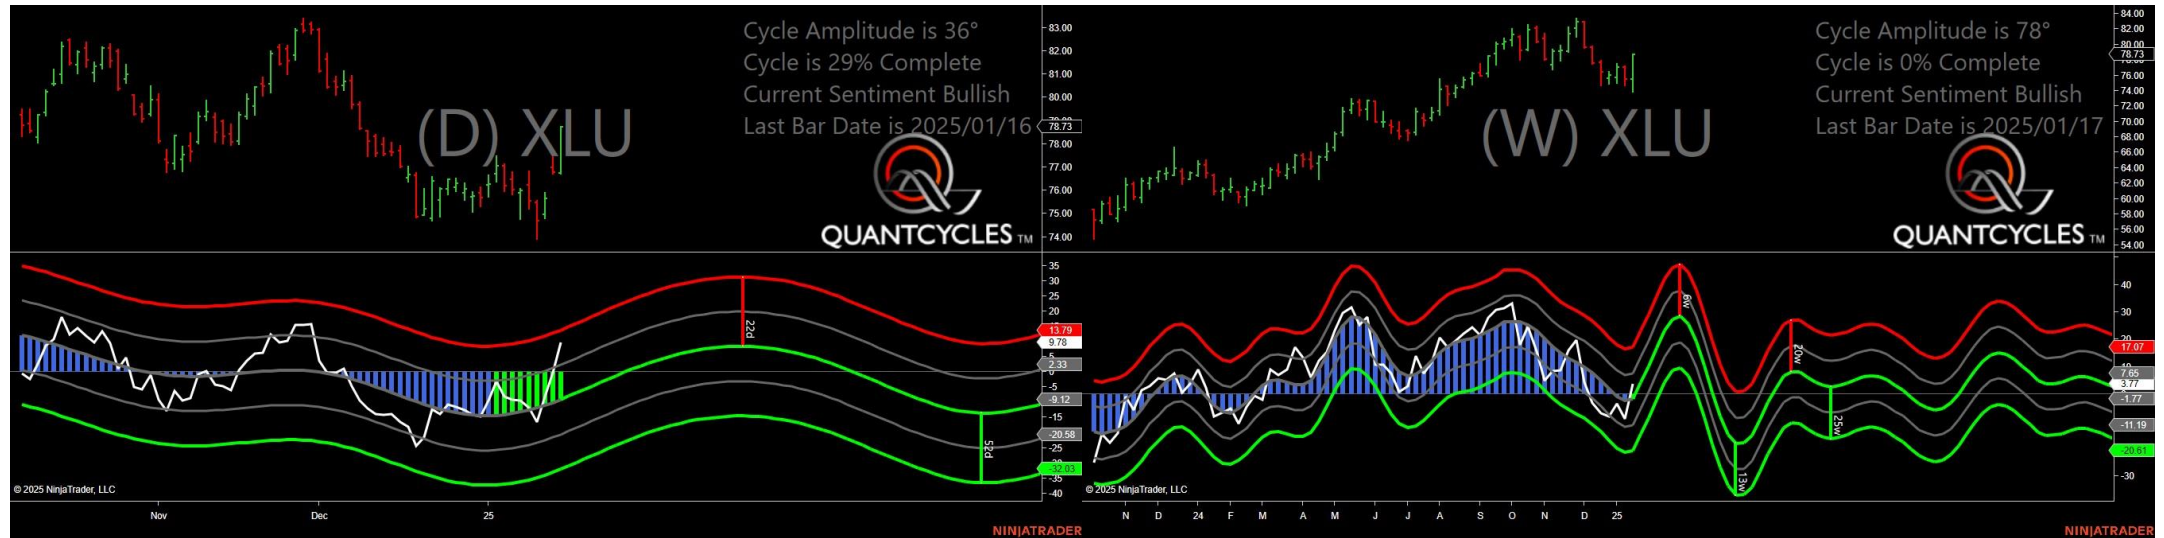 Cycle Amplitude is 36°
Cycle is 29% Complete
Current Sentiment Bullish
Last Bar Date is 2025/01/16
(D) XLU
QUANTCYCLES TM
83.00
82.00
81.00
80.00
78.73
78.00
77.00
76.00
75.00
74.00
35
30
25
20
13.79
9.78
2.33
-5
-9.12
-15
-20.58
-25
-32.03
-35
-40
22d
52d
© 2025 NinjaTrader, LLC
Nov
Dec
25
NINJATRADER
Cycle Amplitude is 78°
Cycle is 0% Complete
Current Sentiment Bullish
Last Bar Date is 2025/01/17
(W) XLU
QUANTCYCLES TM
84.00
82.00
80.00
78.73
76.00
74.00
72.00
70.00
68.00
66.00
64.00
62.00
60.00
58.00
56.00
54.00
40
30
17.07
7.65
3.77
-1.77
-11.19
-20.61
-30
6w
20w
13w
25w
© 2025 NinjaTrader, LLC
N D 24 F M A M J J A S O N D 25
NINJATRADER